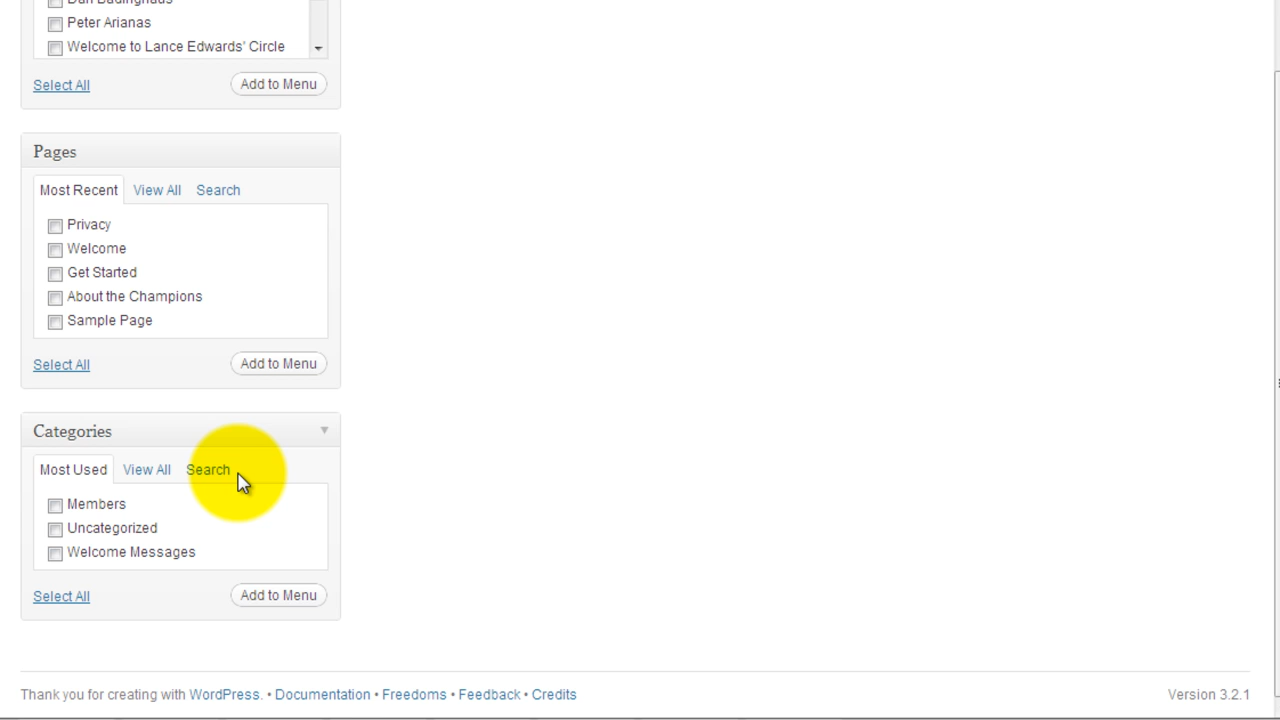 Dan Badinghaus
Peter Arianas
Welcome to Lance Edwards' Circle
Select All Add to Menu
Pages
Most Recent View All Search
Privacy
Welcome
Get Started
About the Champions
Sample Page
Select All Add to Menu
Categories
Most Used View All Search
Members
Uncategorized
Welcome Messages
Select All Add to Menu
Thank you for creating with WordPress. • Documentation • Freedoms • Feedback • Credits Version 3.2.1